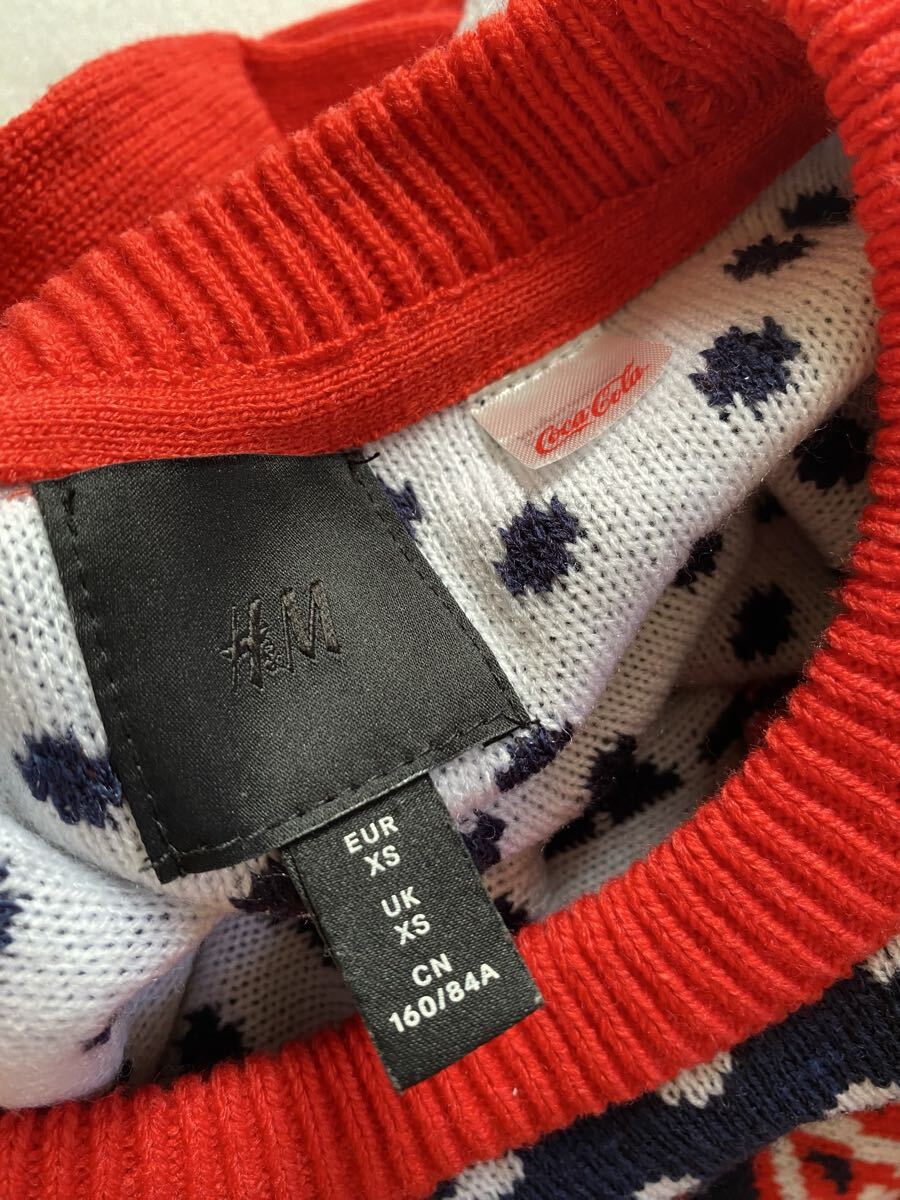 Coca-Cola
H&M
EUR
XS
UK
XS
CN
160/84A